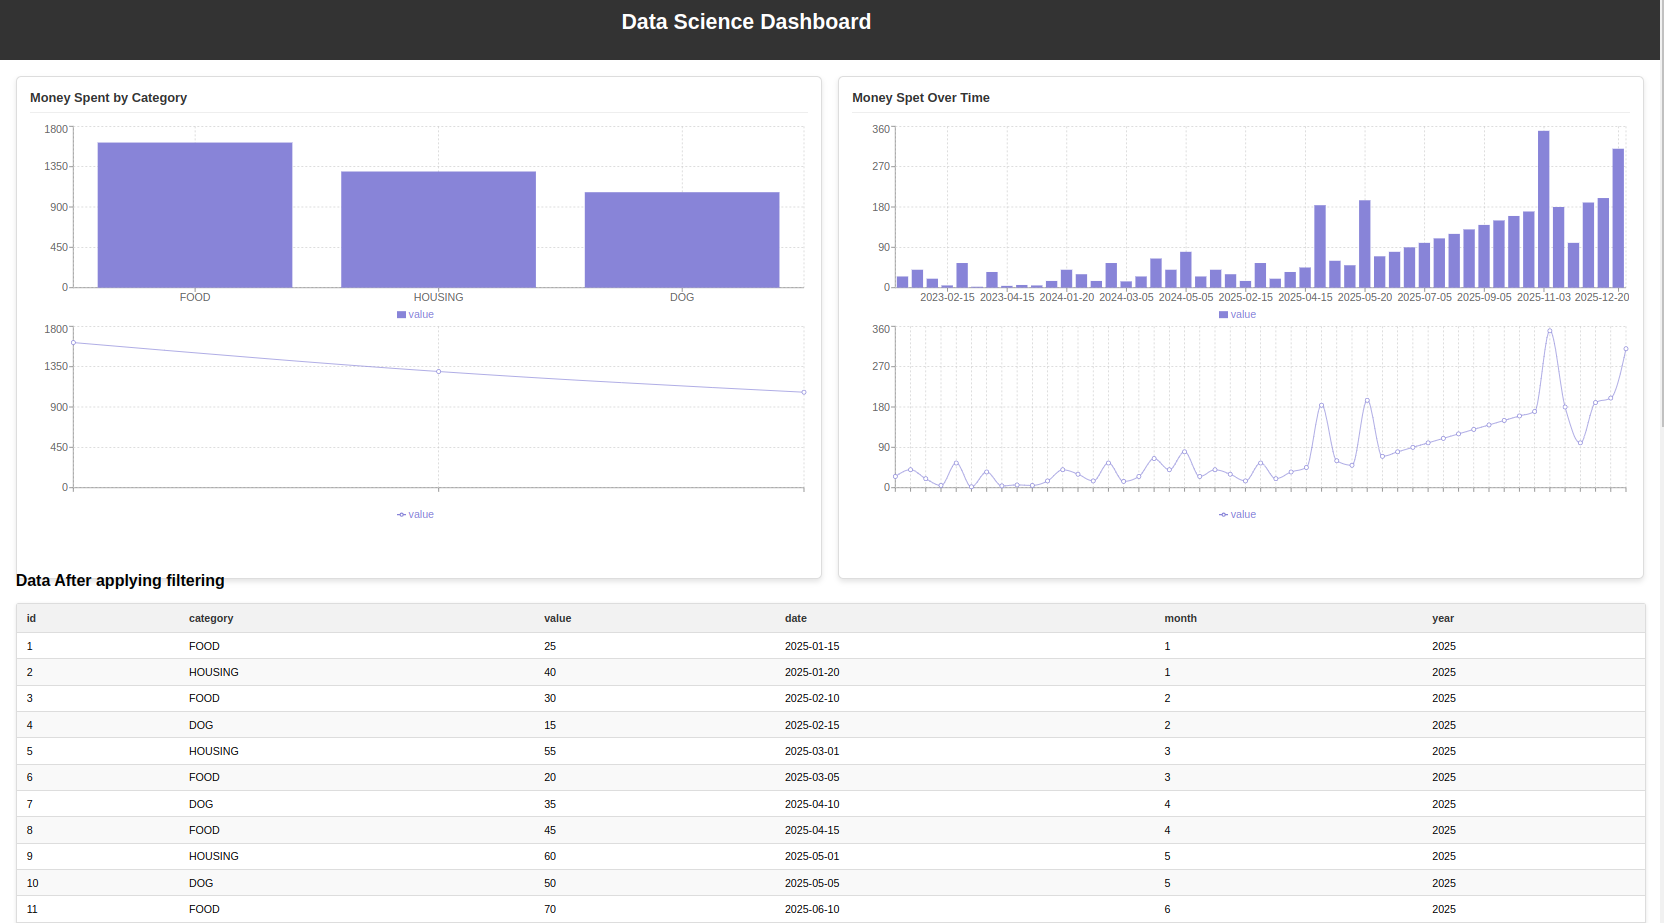 Data Science Dashboard
Money Spent by Category
1800
1350
900
450
0
FOOD HOUSING DOG
value
1800
1350
900
450
0
value
Money Spet Over Time
360
270
180
90
0
2023-02-15 2023-04-15 2024-01-20 2024-03-05 2024-05-05 2025-02-15 2025-04-15 2025-05-20 2025-07-05 2025-09-05 2025-11-03 2025-12-20
value
360
270
180
90
0
value
Data After applying filtering
id category value date month year
1 FOOD 25 2025-01-15 1 2025
2 HOUSING 40 2025-01-20 1 2025
3 FOOD 30 2025-02-10 2 2025
4 DOG 15 2025-02-15 2 2025
5 HOUSING 55 2025-03-01 3 2025
6 FOOD 20 2025-03-05 3 2025
7 DOG 35 2025-04-10 4 2025
8 FOOD 45 2025-04-15 4 2025
9 HOUSING 60 2025-05-01 5 2025
10 DOG 50 2025-05-05 5 2025
11 FOOD 70 2025-06-10 6 2025